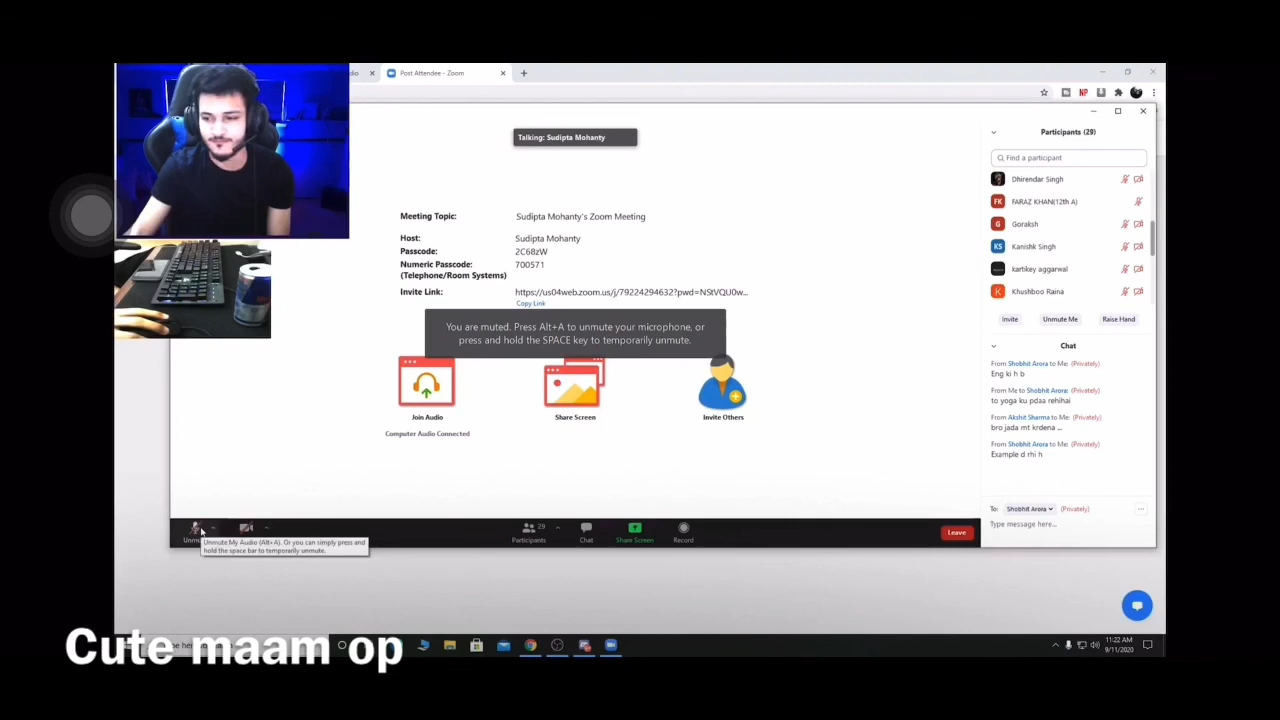 Post Attendee - Zoom
NP
Talking: Sudipta Mohanty
Participants (29)
Find a participant
Dhirendar Singh
FK FARAZ KHAN(12th A)
G Goraksh
KS Kanishk Singh
kartikey aggarwal
K Khushboo Raina
Invite
Unmute Me
Raise Hand
Meeting Topic: Sudipta Mohanty's Zoom Meeting
Host: Sudipta Mohanty
Passcode: 2C68zW
Numeric Passcode: 700571
(Telephone/Room Systems)
Invite Link: https://us04web.zoom.us/j/79224294632?pwd=NStVQU0w...
Copy Link
You are muted. Press Alt+A to unmute your microphone, or
press and hold the SPACE key to temporarily unmute.
Join Audio
Share Screen
Invite Others
Computer Audio Connected
Chat
From Shobhit Arora to Me: (Privately)
Eng ki h b
From Me to Shobhit Arora: (Privately)
to yoga ku pdaa rehihai
From Akshit Sharma to Me: (Privately)
bro jada mt krdena ...
From Shobhit Arora to Me: (Privately)
Example d rhi h
To: Shobhit Arora (Privately)
Type message here...
29
Participants
Chat
Share Screen
Record
Leave
Unmute My Audio (Alt+A). Or you can simply press and
hold the space bar to temporarily unmute.
Cute maam op
11:22 AM
9/11/2020